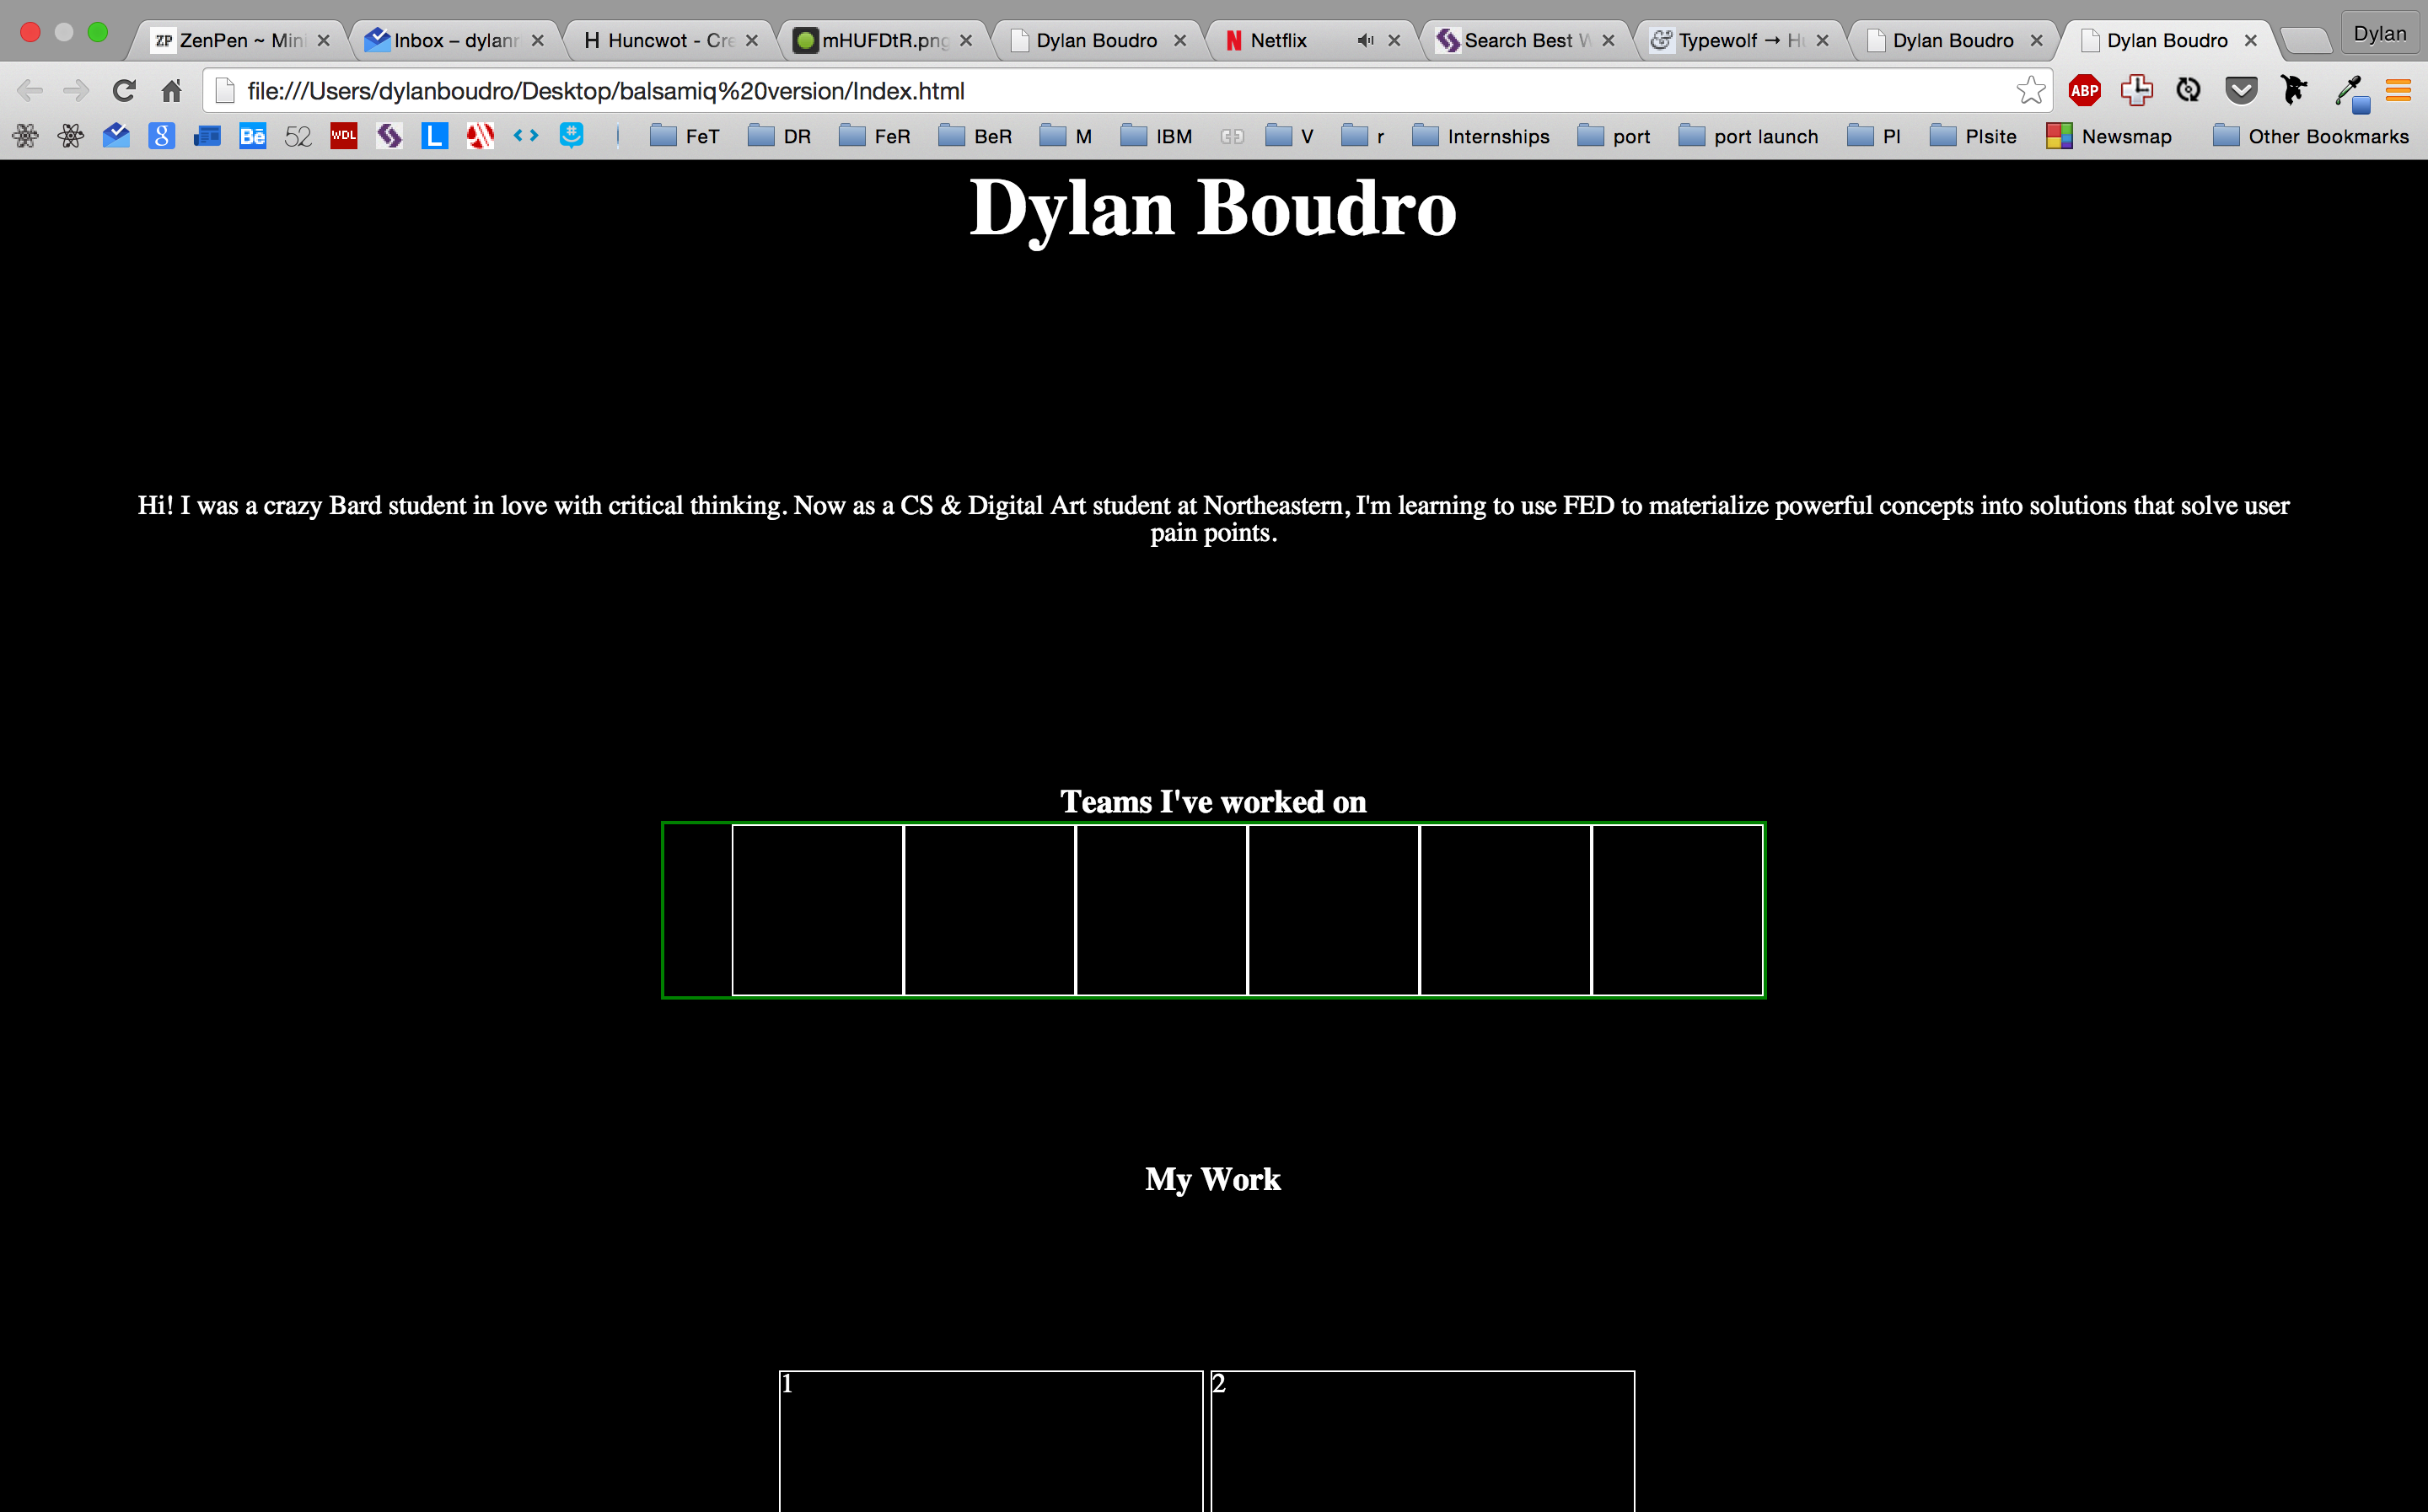 ZenPen ~ Mini
Inbox – dylanr
Huncwot - Cre
mHUFDtR.png
Dylan Boudro
Netflix
Search Best W
Typewolf → Hu
Dylan Boudro
Dylan Boudro
Dylan
file:///Users/dylanboudro/Desktop/balsamiq%20version/Index.html
ABP
Bē 52 WDL L FeT DR FeR BeR M IBM V r Internships port port launch PI PIsite Newsmap Other Bookmarks
Dylan Boudro
Hi! I was a crazy Bard student in love with critical thinking. Now as a CS & Digital Art student at Northeastern, I'm learning to use FED to materialize powerful concepts into solutions that solve user
pain points.
Teams I've worked on
My Work
1
2